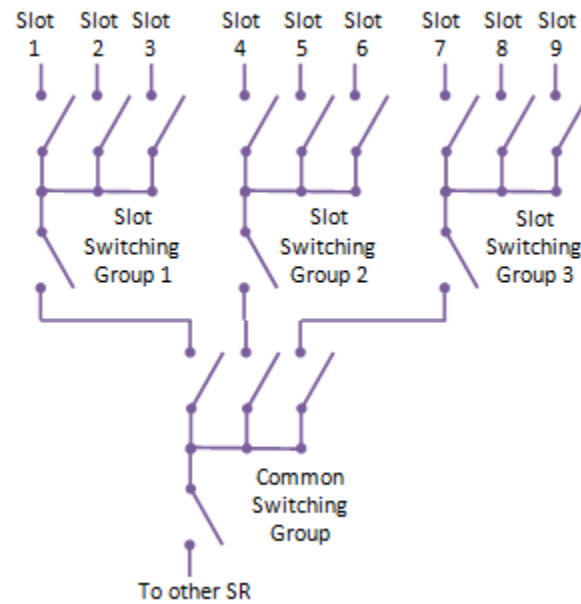 Slot Slot Slot Slot Slot Slot Slot Slot Slot
1 2 3 4 5 6 7 8 9
Slot
Switching
Group 1
Slot
Switching
Group 2
Slot
Switching
Group 3
Common
Switching
Group
To other SR